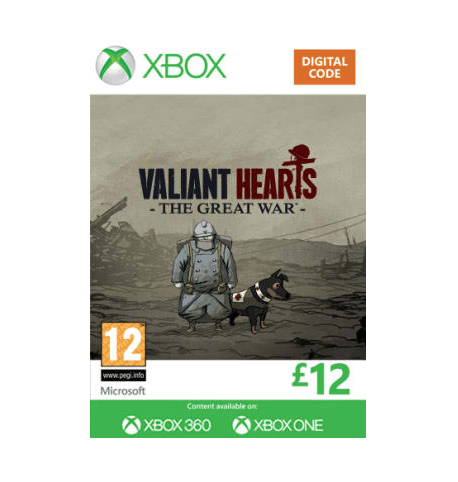 XBOX
DIGITAL
CODE
VALIANT HEARTS
- THE GREAT WAR -
12
www.pegi.info
£12
Microsoft
Content available on:
XBOX 360 XBOX ONE